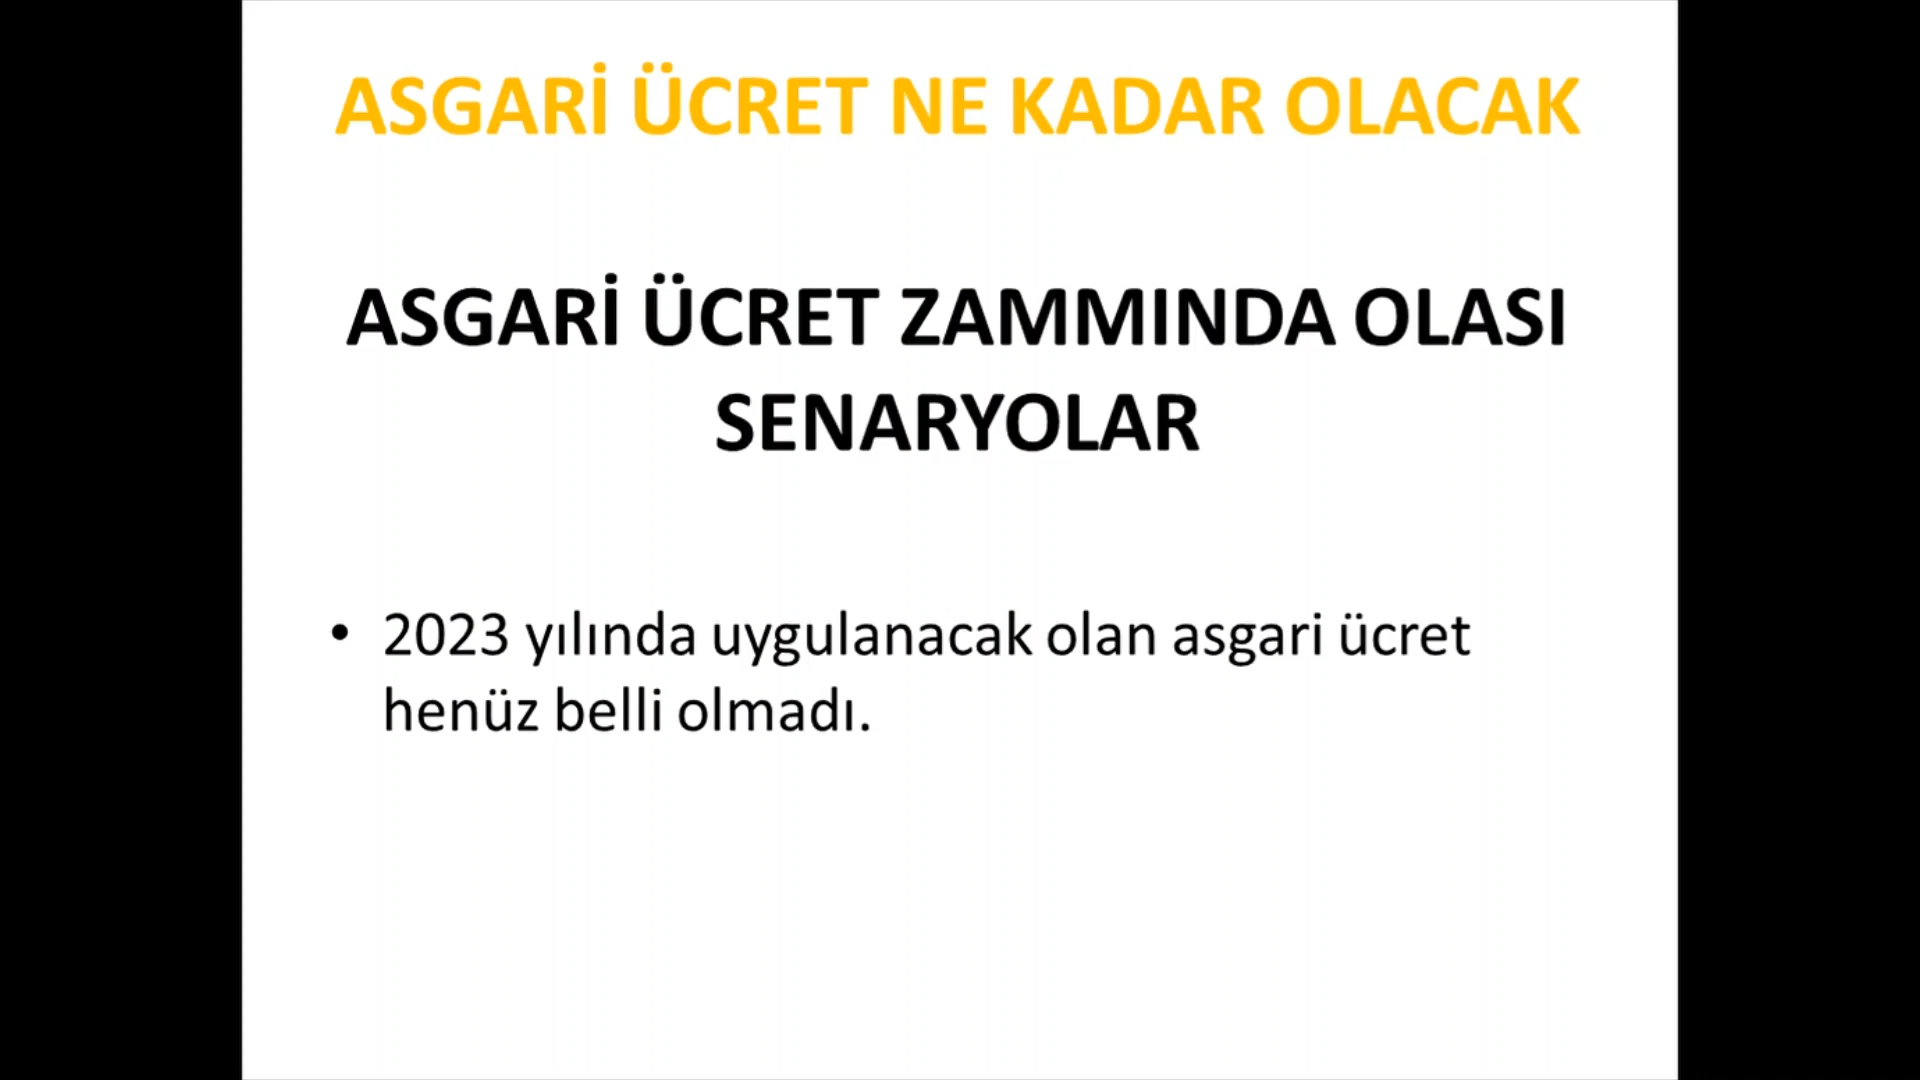 ASGARİ ÜCRET NE KADAR OLACAK
ASGARİ ÜCRET ZAMMINDA OLASI
SENARYOLAR
• 2023 yılında uygulanacak olan asgari ücret
henüz belli olmadı.